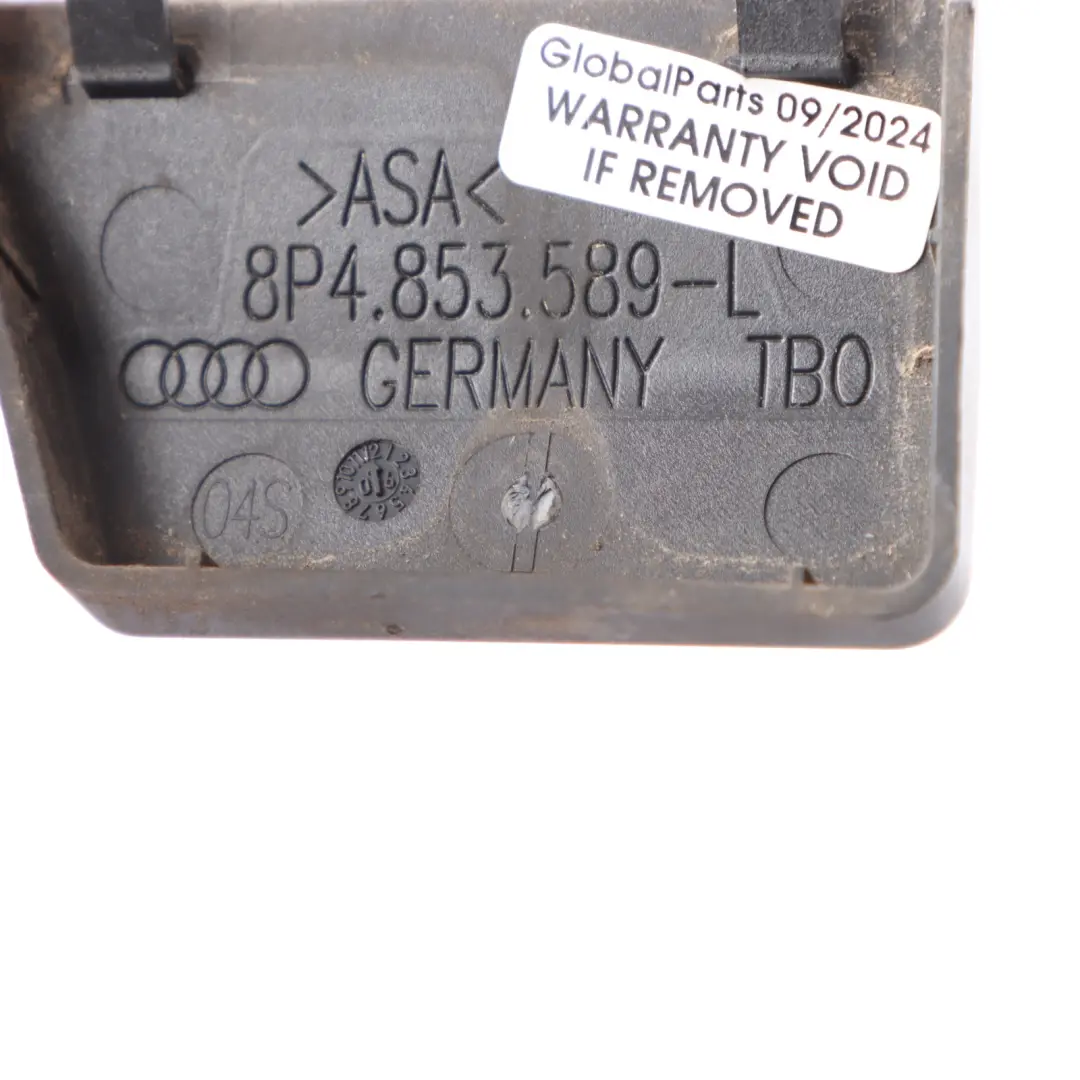 GlobalParts 09/2024
WARRANTY VOID
IF REMOVED
>ASA<
8P4.853.589-L
GERMANY TBO
04S